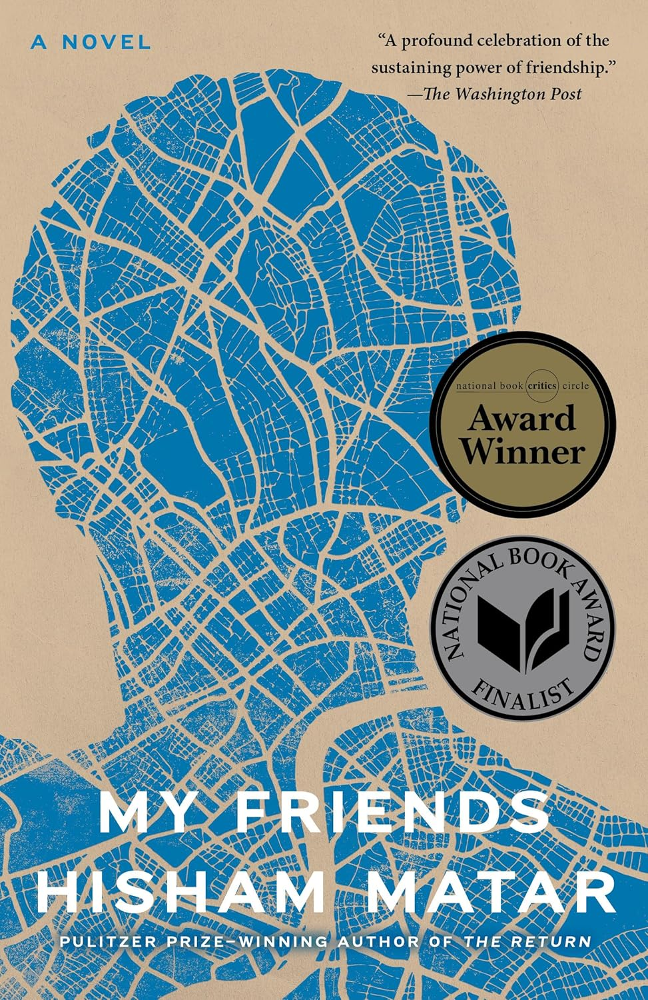 A NOVEL
“A profound celebration of the
sustaining power of friendship.”
—The Washington Post
national book critics circle
Award
Winner
NATIONAL BOOK AWARD
FINALIST
MY FRIENDS
HISHAM MATAR
PULITZER PRIZE–WINNING AUTHOR OF THE RETURN